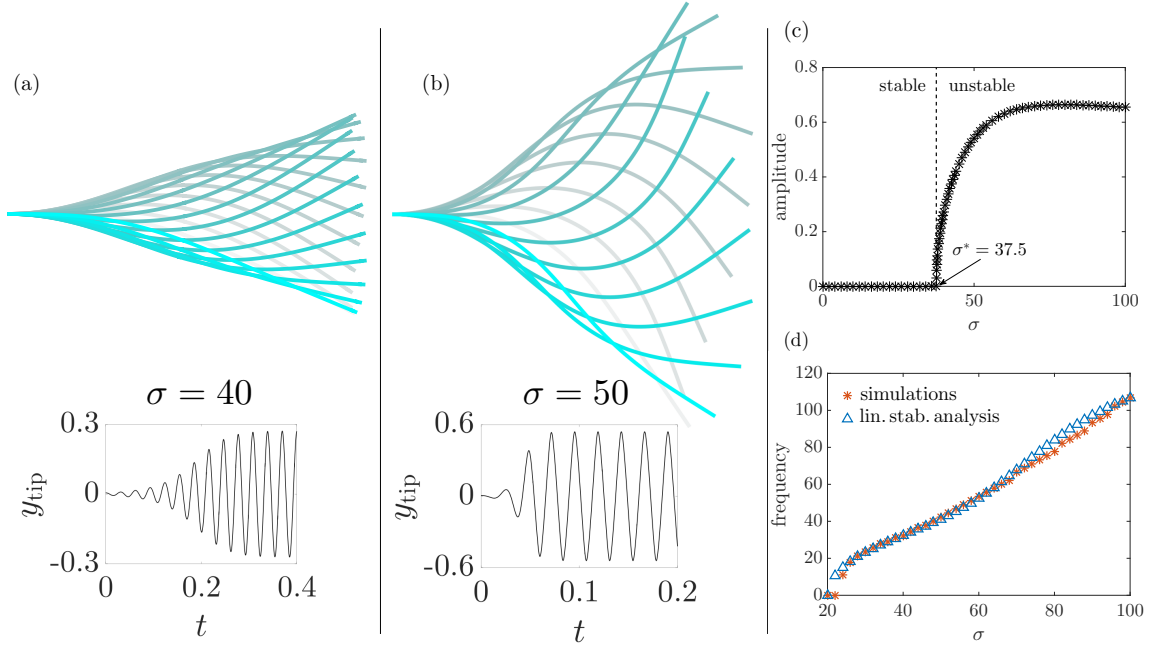 (a)
σ = 40
0.3
0
-0.3
y_tip
0
0.2
0.4
t
(b)
σ = 50
0.6
0
-0.6
y_tip
0
0.1
0.2
t
(c)
0.8
0.6
0.4
0.2
0
amplitude
stable
unstable
σ* = 37.5
0
50
100
σ
(d)
120
100
80
60
40
20
0
frequency
simulations
lin. stab. analysis
20
40
60
80
100
σ